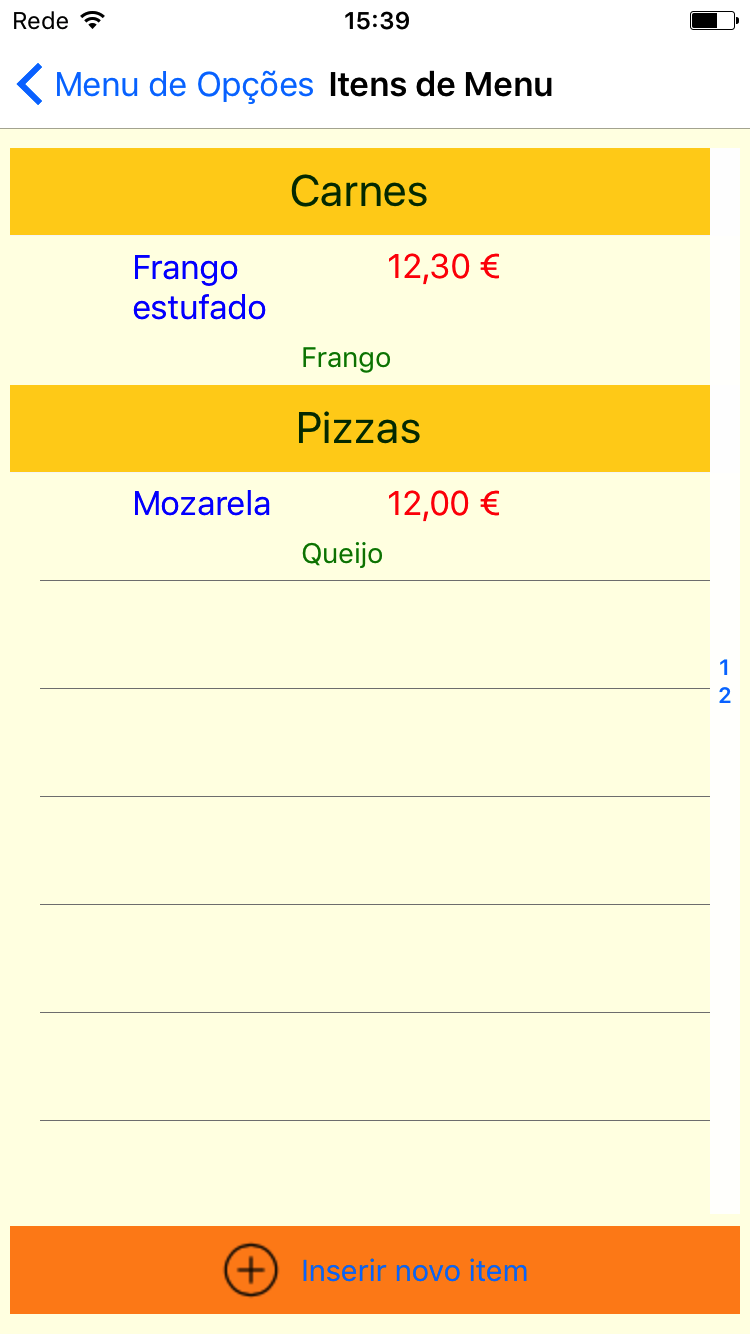 Rede 15:39
Menu de Opções Itens de Menu
Carnes
Frango 12,30 €
estufado
Frango
Pizzas
Mozarela 12,00 €
Queijo
1
2
Inserir novo item